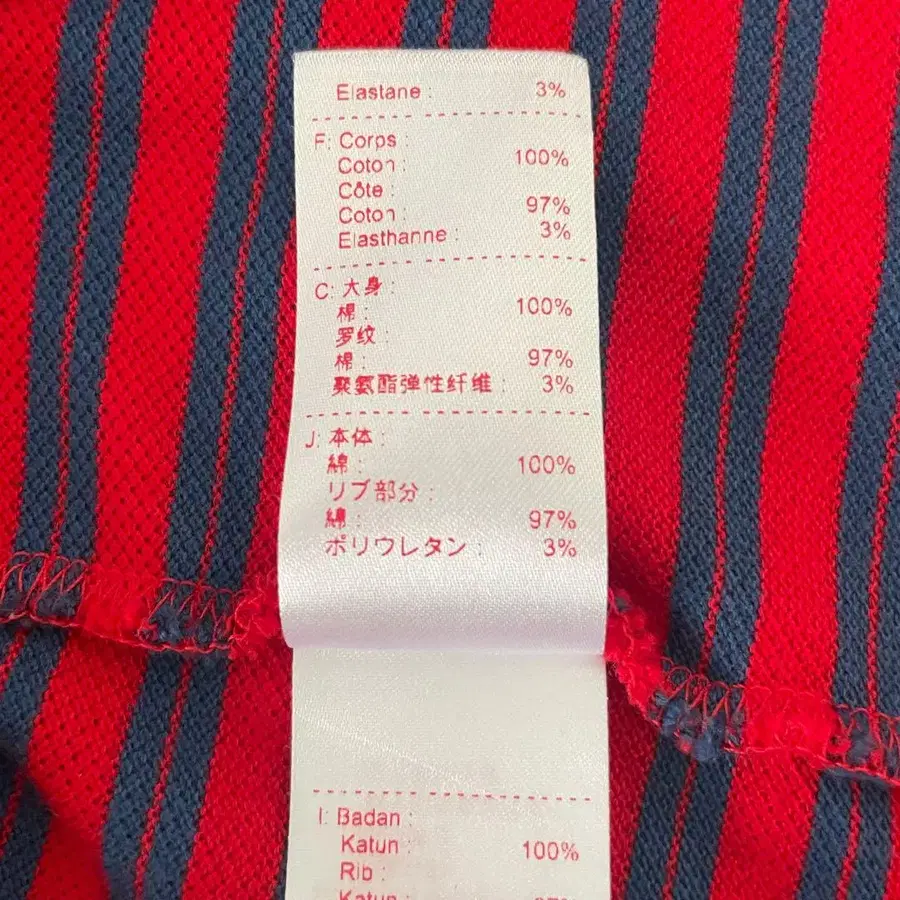 Elastane : 3%
F: Corps :
Coton : 100%
Côte :
Coton : 97%
Elasthanne : 3%
C: 大身 :
棉 : 100%
罗纹 :
棉 : 97%
聚氨酯弹性纤维 : 3%
J: 本体 :
綿 : 100%
リブ部分 :
綿 : 97%
ポリウレタン : 3%
I: Badan :
Katun : 100%
Rib :
Katun : 97%